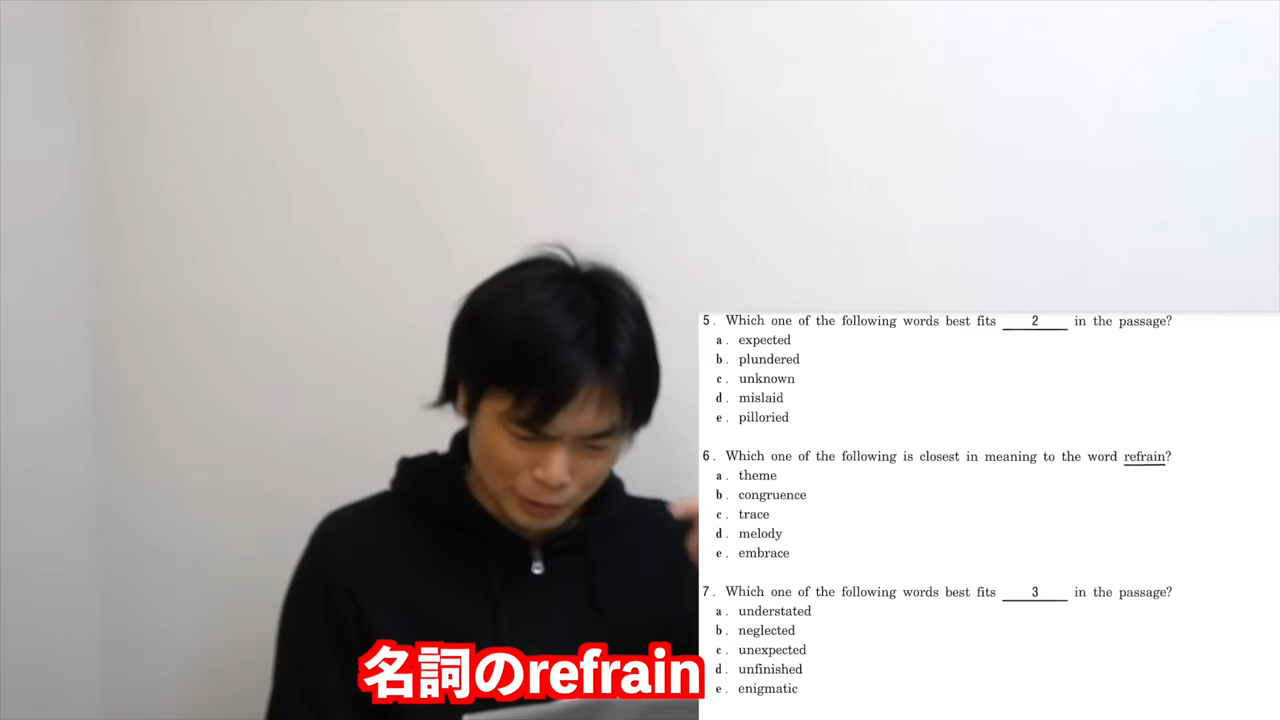 5. Which one of the following words best fits 2 in the passage?
a. expected
b. plundered
c. unknown
d. mislaid
e. pilloried
6. Which one of the following is closest in meaning to the word refrain?
a. theme
b. congruence
c. trace
d. melody
e. embrace
7. Which one of the following words best fits 3 in the passage?
a. understated
b. neglected
c. unexpected
d. unfinished
e. enigmatic
名詞のrefrain